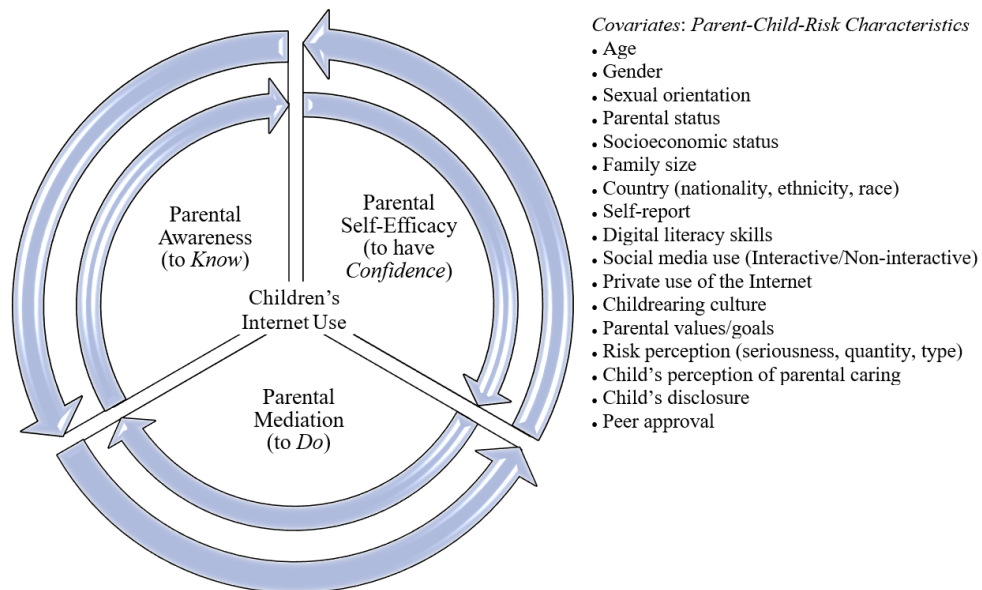 Parental
Awareness
(to Know)
Parental
Self-Efficacy
(to have
Confidence)
Children's
Internet Use
Parental
Mediation
(to Do)
Covariates: Parent-Child-Risk Characteristics
• Age
• Gender
• Sexual orientation
• Parental status
• Socioeconomic status
• Family size
• Country (nationality, ethnicity, race)
• Self-report
• Digital literacy skills
• Social media use (Interactive/Non-interactive)
• Private use of the Internet
• Childrearing culture
• Parental values/goals
• Risk perception (seriousness, quantity, type)
• Child's perception of parental caring
• Child's disclosure
• Peer approval